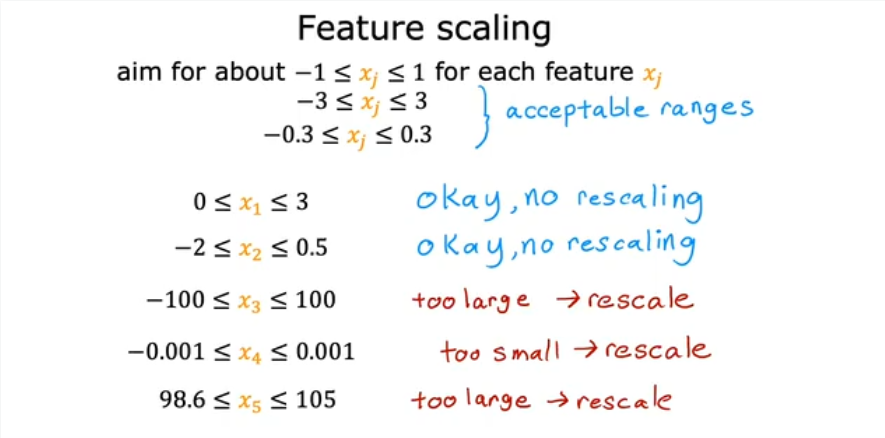 Feature scaling
aim for about −1 ≤ xⱼ ≤ 1 for each feature xⱼ
−3 ≤ xⱼ ≤ 3
acceptable ranges
−0.3 ≤ xⱼ ≤ 0.3
0 ≤ x₁ ≤ 3 okay, no rescaling
−2 ≤ x₂ ≤ 0.5 okay, no rescaling
−100 ≤ x₃ ≤ 100 too large → rescale
−0.001 ≤ x₄ ≤ 0.001 too small → rescale
98.6 ≤ x₅ ≤ 105 too large → rescale